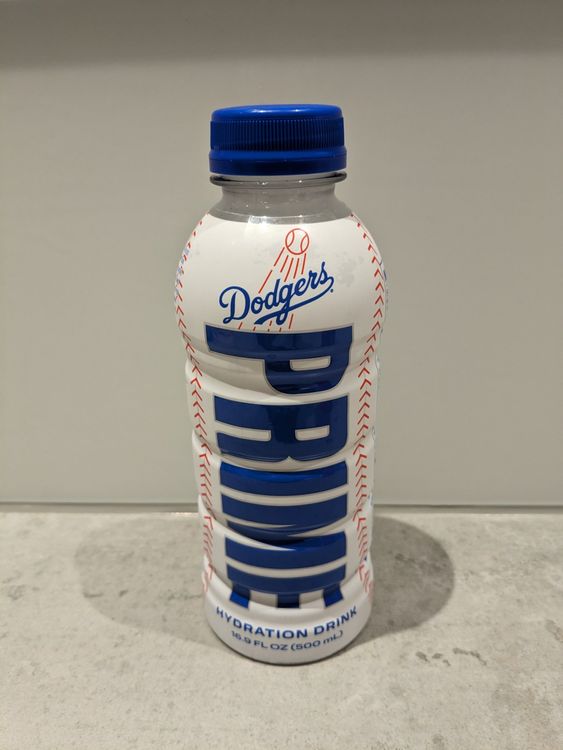 Dodgers
PRIME
HYDRATION DRINK
16.9 FL OZ (500 mL)